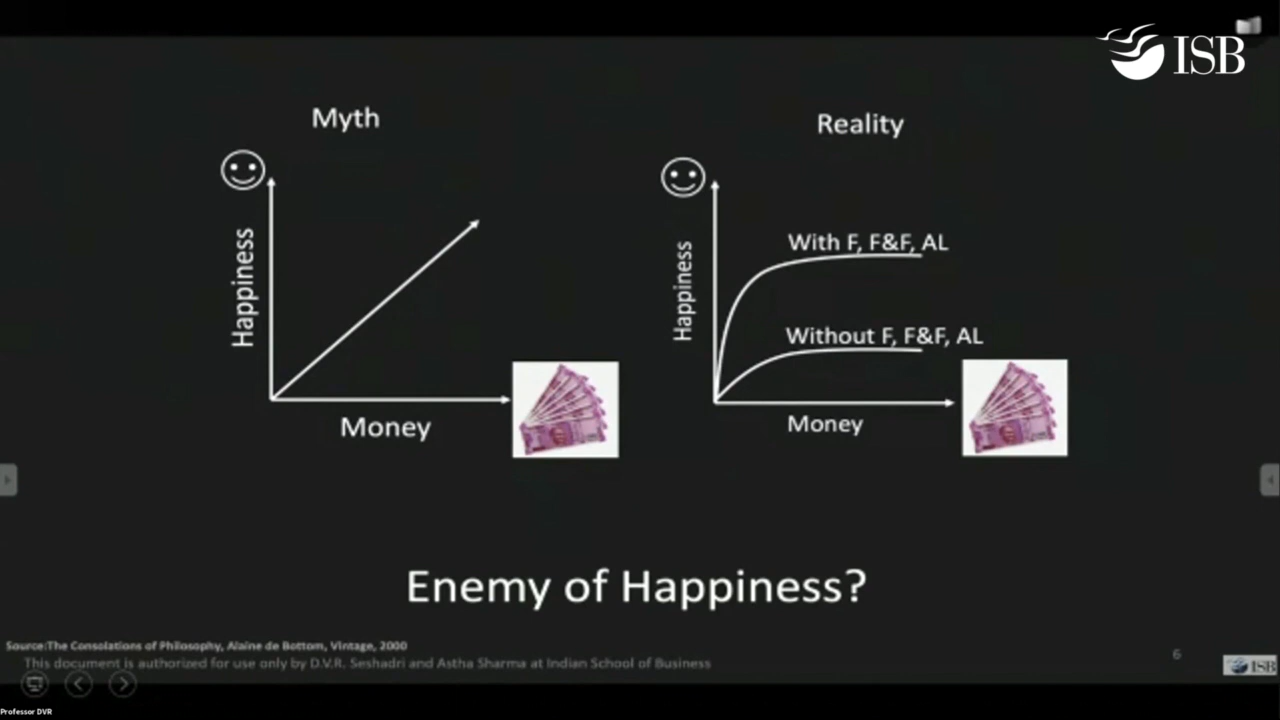 ISB
Myth
Happiness
Money
Reality
Happiness
With F, F&F, AL
Without F, F&F, AL
Money
Enemy of Happiness?
Source:The Consolations of Philosophy, Alaine de Bottom, Vintage, 2000
This document is authorized for use only by D.V.R. Seshadri and Astha Sharma at Indian School of Business
6
ISB
Professor DVR